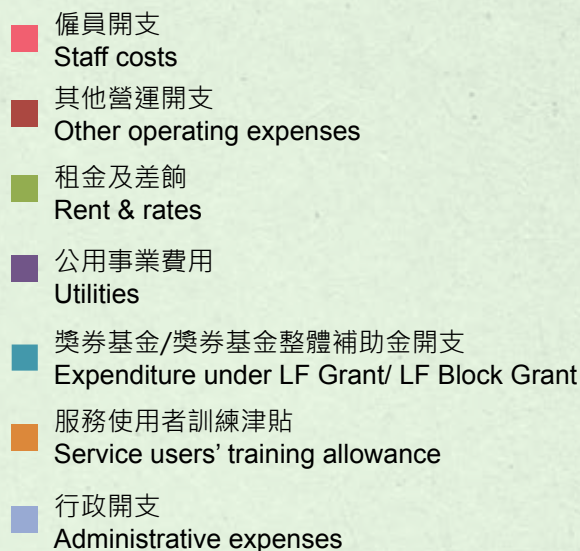 僱員開支
Staff costs
其他營運開支
Other operating expenses
租金及差餉
Rent & rates
公用事業費用
Utilities
獎券基金/獎券基金整體補助金開支
Expenditure under LF Grant/ LF Block Grant
服務使用者訓練津貼
Service users’ training allowance
行政開支
Administrative expenses